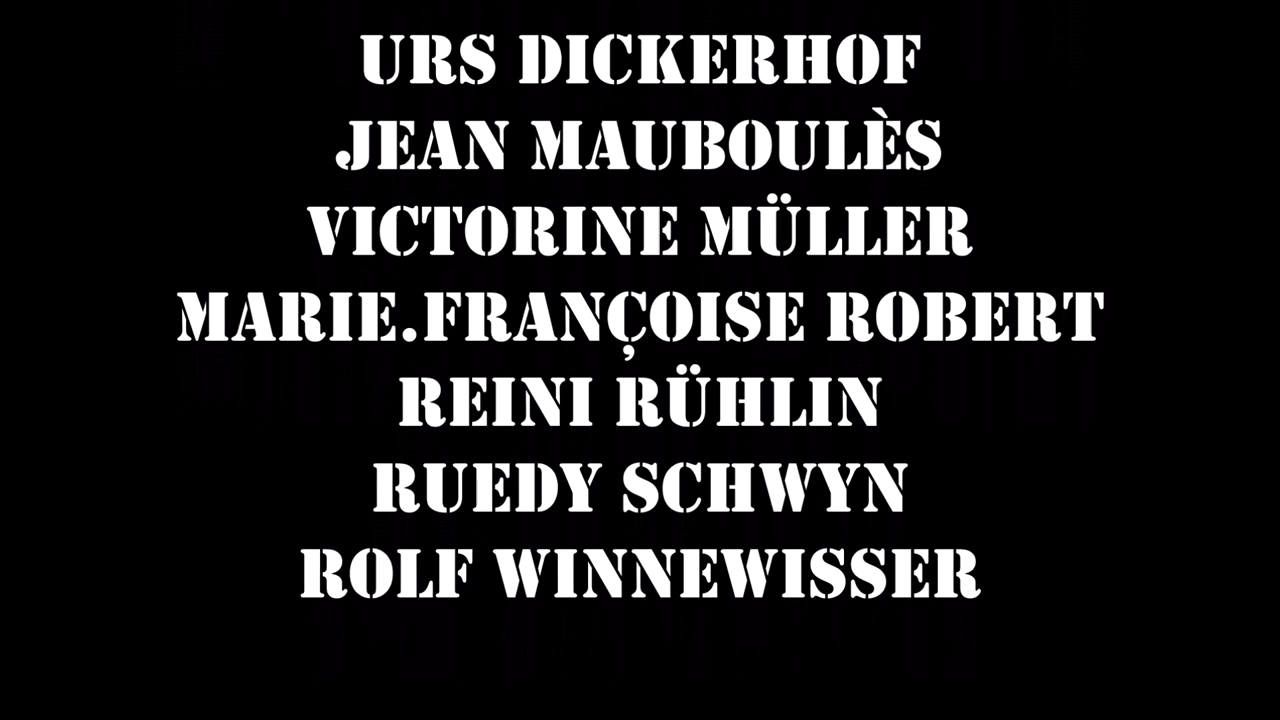 URS DICKERHOF
JEAN MAUBOULÈS
VICTORINE MÜLLER
MARIE.FRANÇOISE ROBERT
REINI RÜHLIN
RUEDY SCHWYN
ROLF WINNEWISSER